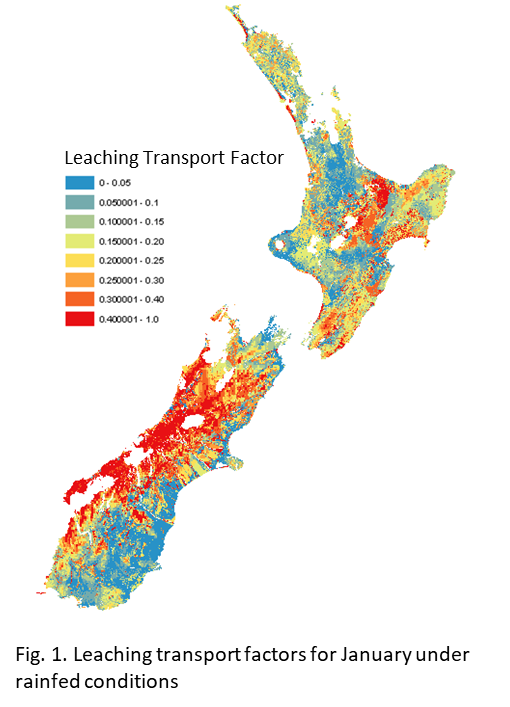 Leaching Transport Factor
0 - 0.05
0.050001 - 0.1
0.100001 - 0.15
0.150001 - 0.20
0.200001 - 0.25
0.250001 - 0.30
0.300001 - 0.40
0.400001 - 1.0
Fig. 1. Leaching transport factors for January under
rainfed conditions